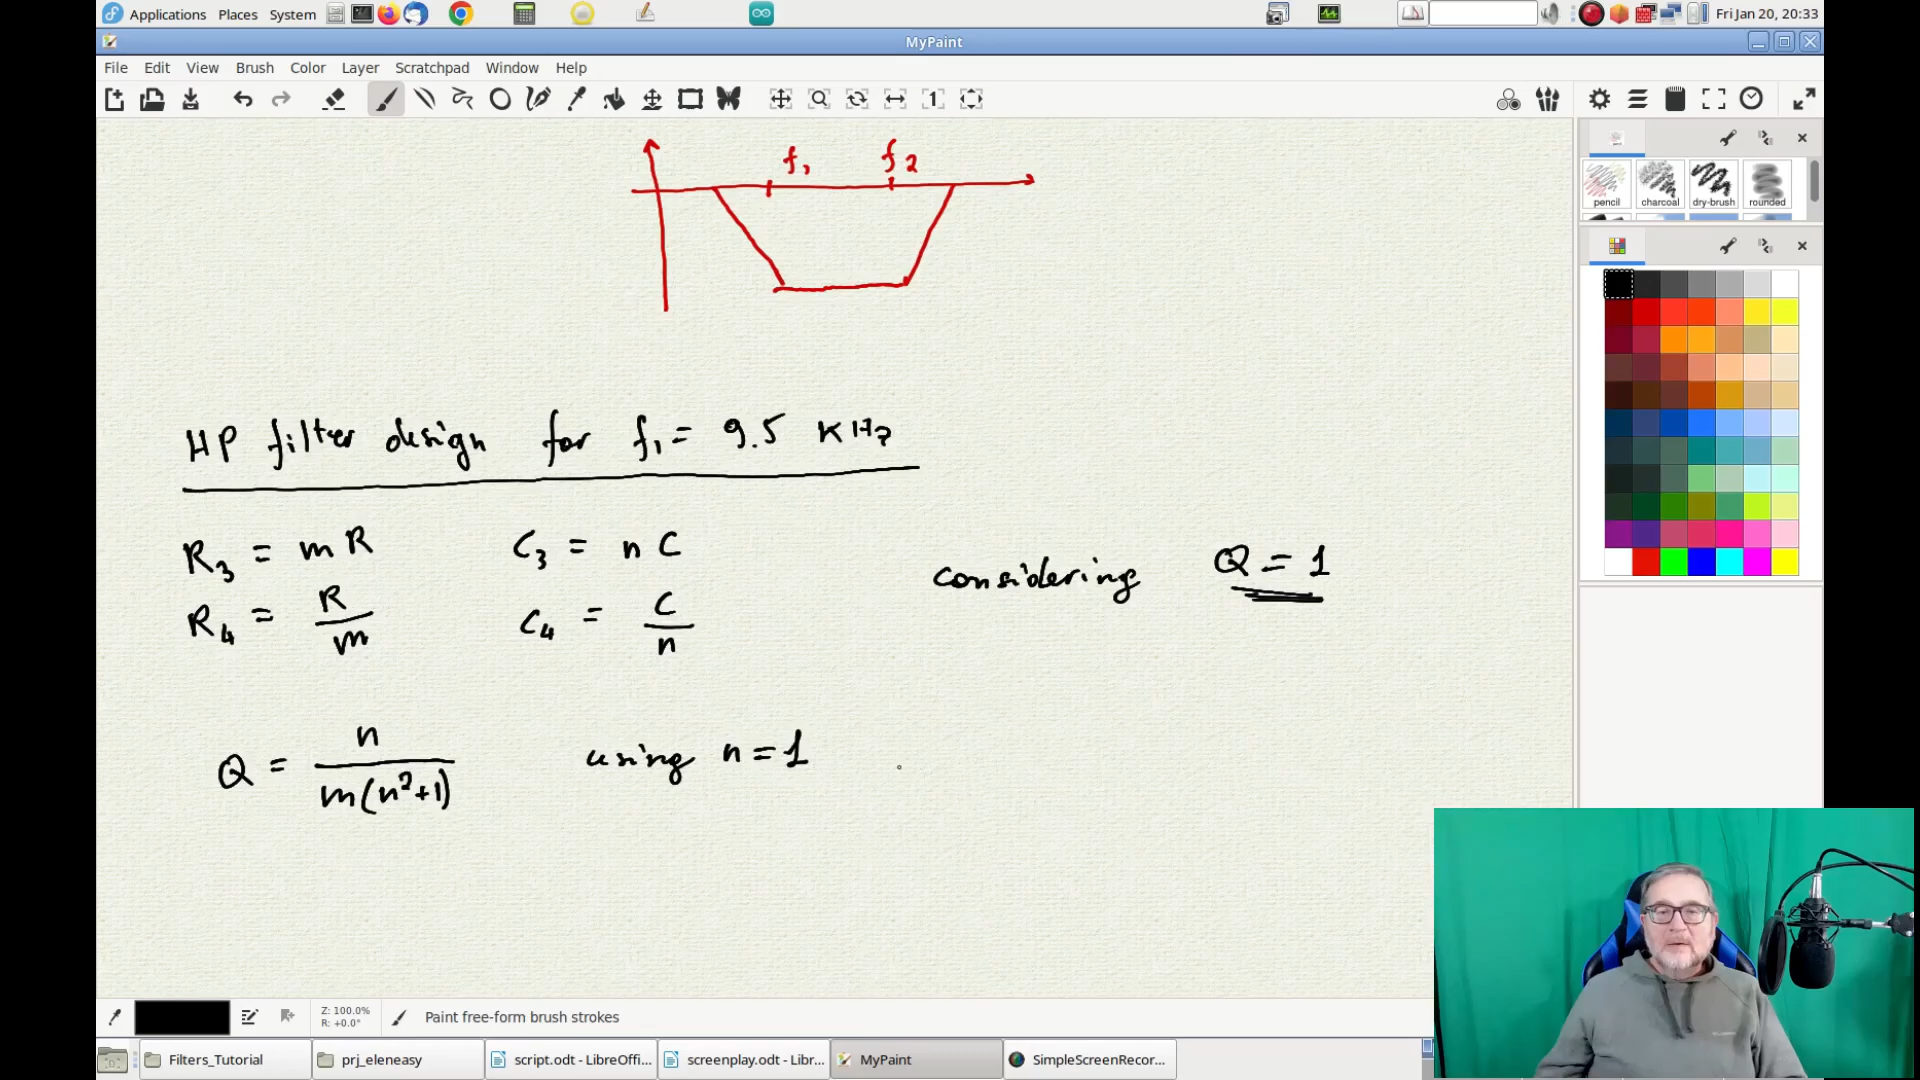 Applications Places System Fri Jan 20, 20:33
MyPaint
File Edit View Brush Color Layer Scratchpad Window Help
f1 f2
pencil charcoal dry-brush rounded
HP filter design for f1 = 9.5 KHz
R3 = mR C3 = nC
considering Q = 1
R4 = R/m C4 = C/n
Q = n/m(n²+1) using n = 1
Z: 100.0%
R: +0.0°
Paint free-form brush strokes
Filters_Tutorial prj_eleneasy script.odt - LibreOffi... screenplay.odt - Libr... MyPaint SimpleScreenRecor...